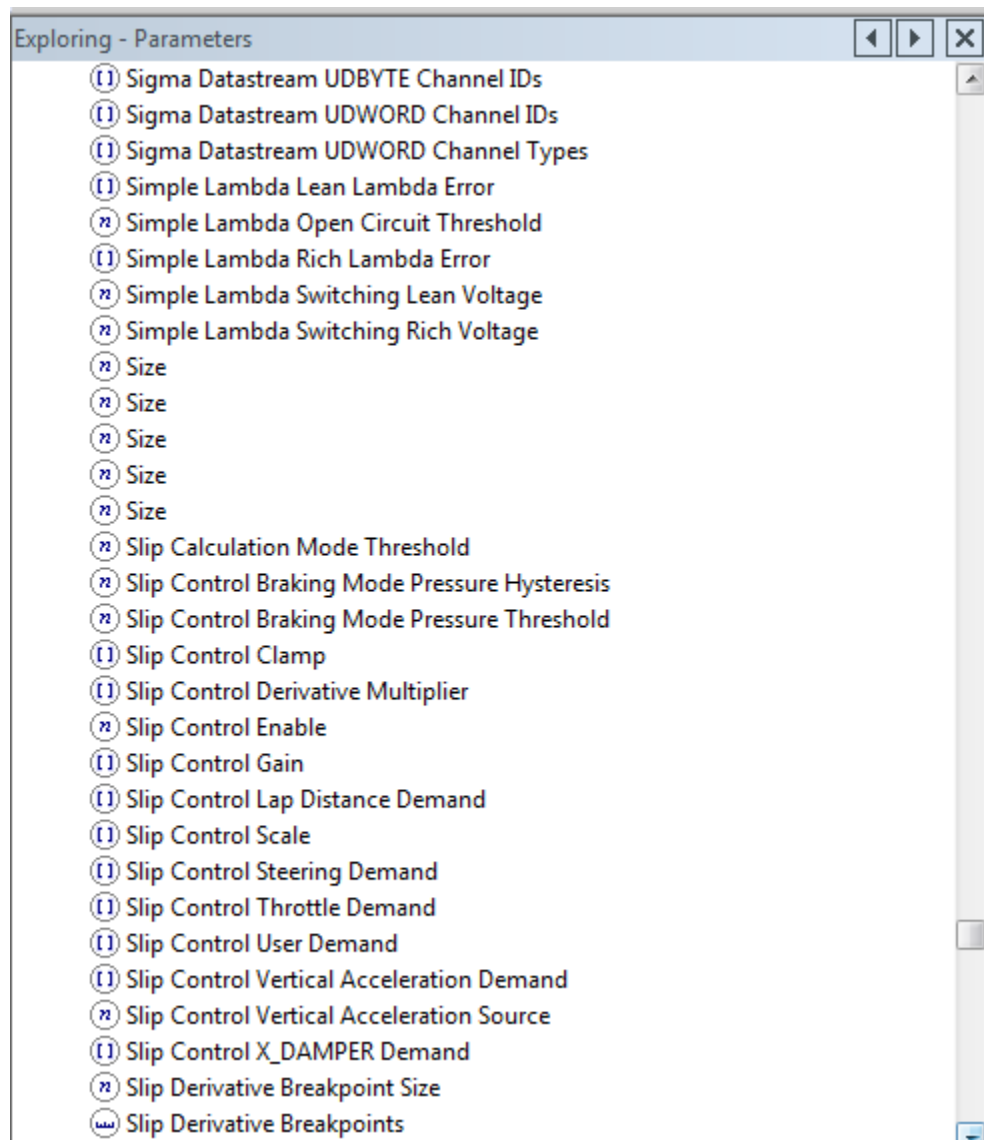 Exploring - Parameters
Sigma Datastream UDBYTE Channel IDs
Sigma Datastream UDWORD Channel IDs
Sigma Datastream UDWORD Channel Types
Simple Lambda Lean Lambda Error
Simple Lambda Open Circuit Threshold
Simple Lambda Rich Lambda Error
Simple Lambda Switching Lean Voltage
Simple Lambda Switching Rich Voltage
Size
Size
Size
Size
Size
Slip Calculation Mode Threshold
Slip Control Braking Mode Pressure Hysteresis
Slip Control Braking Mode Pressure Threshold
Slip Control Clamp
Slip Control Derivative Multiplier
Slip Control Enable
Slip Control Gain
Slip Control Lap Distance Demand
Slip Control Scale
Slip Control Steering Demand
Slip Control Throttle Demand
Slip Control User Demand
Slip Control Vertical Acceleration Demand
Slip Control Vertical Acceleration Source
Slip Control X_DAMPER Demand
Slip Derivative Breakpoint Size
Slip Derivative Breakpoints